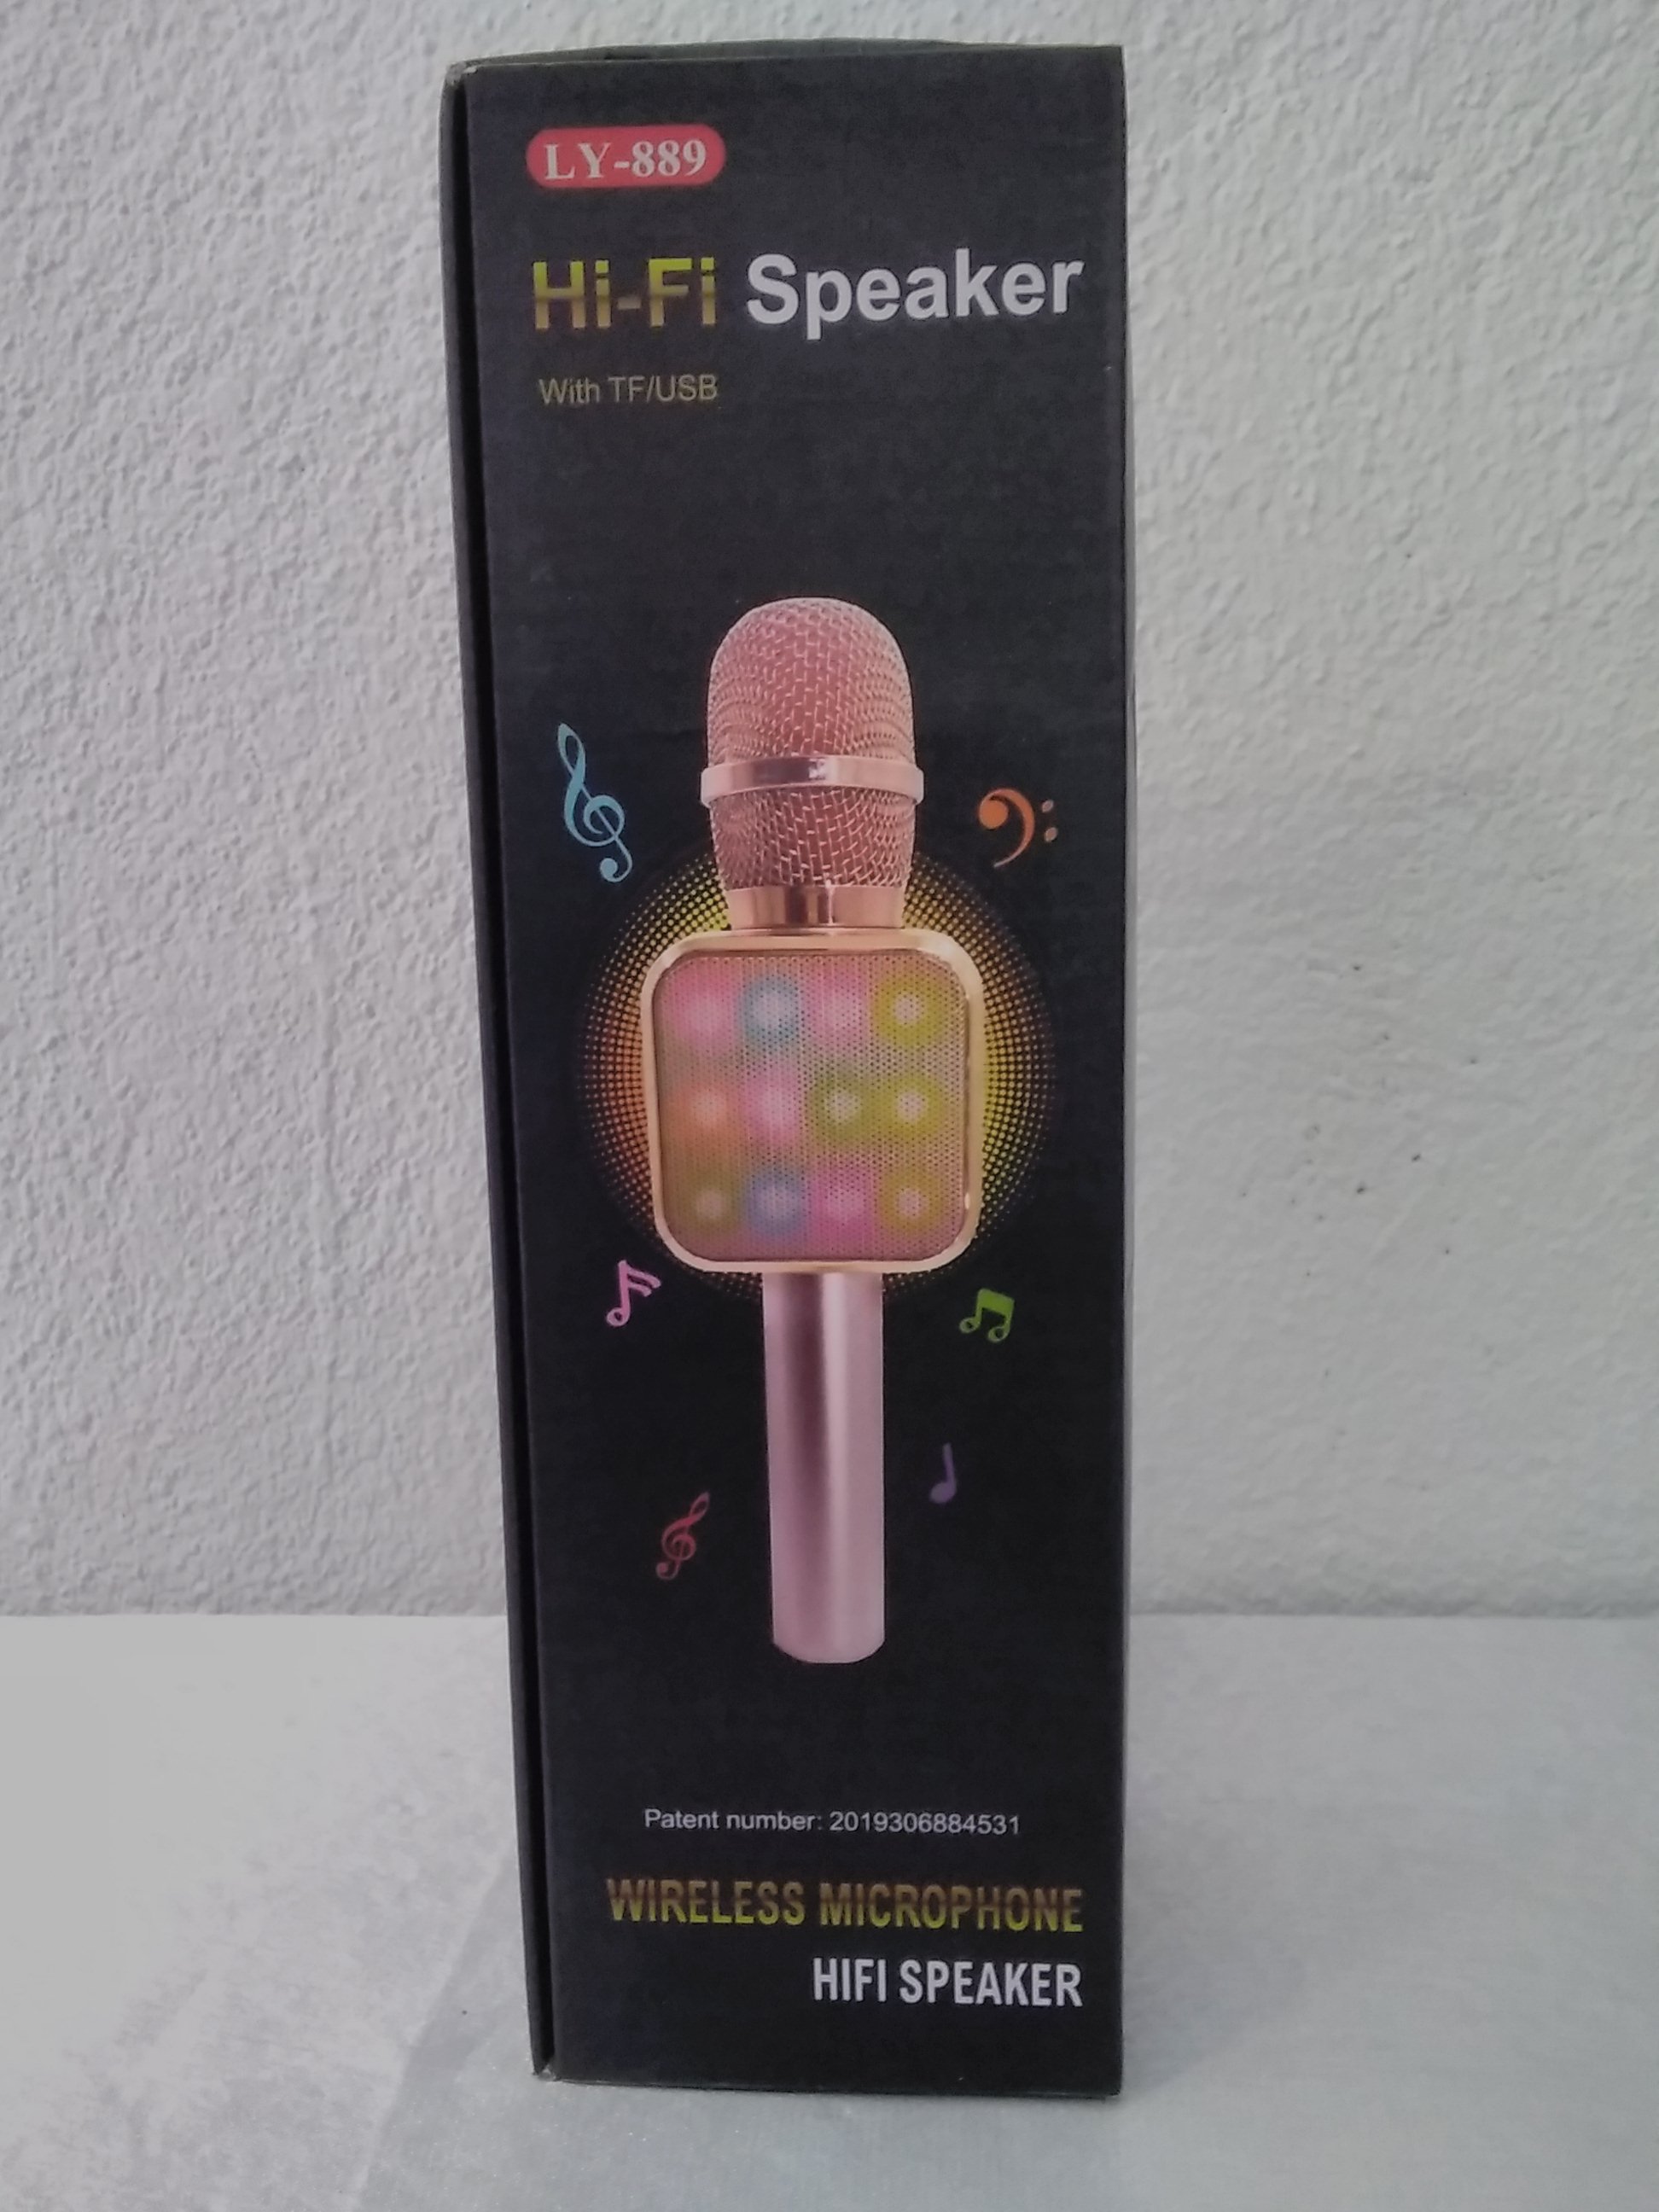 LY-889
Hi-Fi Speaker
With TF/USB
Patent number: 2019306884531
WIRELESS MICROPHONE
HIFI SPEAKER